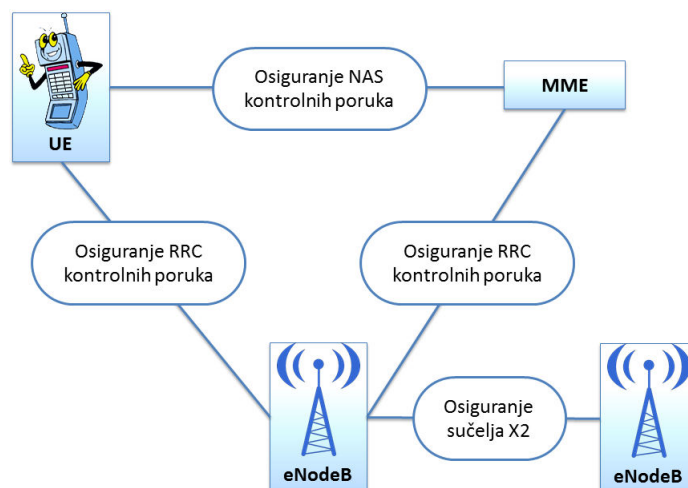 Osiguranje NAS
kontrolnih poruka
MME
UE
Osiguranje RRC
kontrolnih poruka
Osiguranje RRC
kontrolnih poruka
Osiguranje
sučelja X2
eNodeB
eNodeB